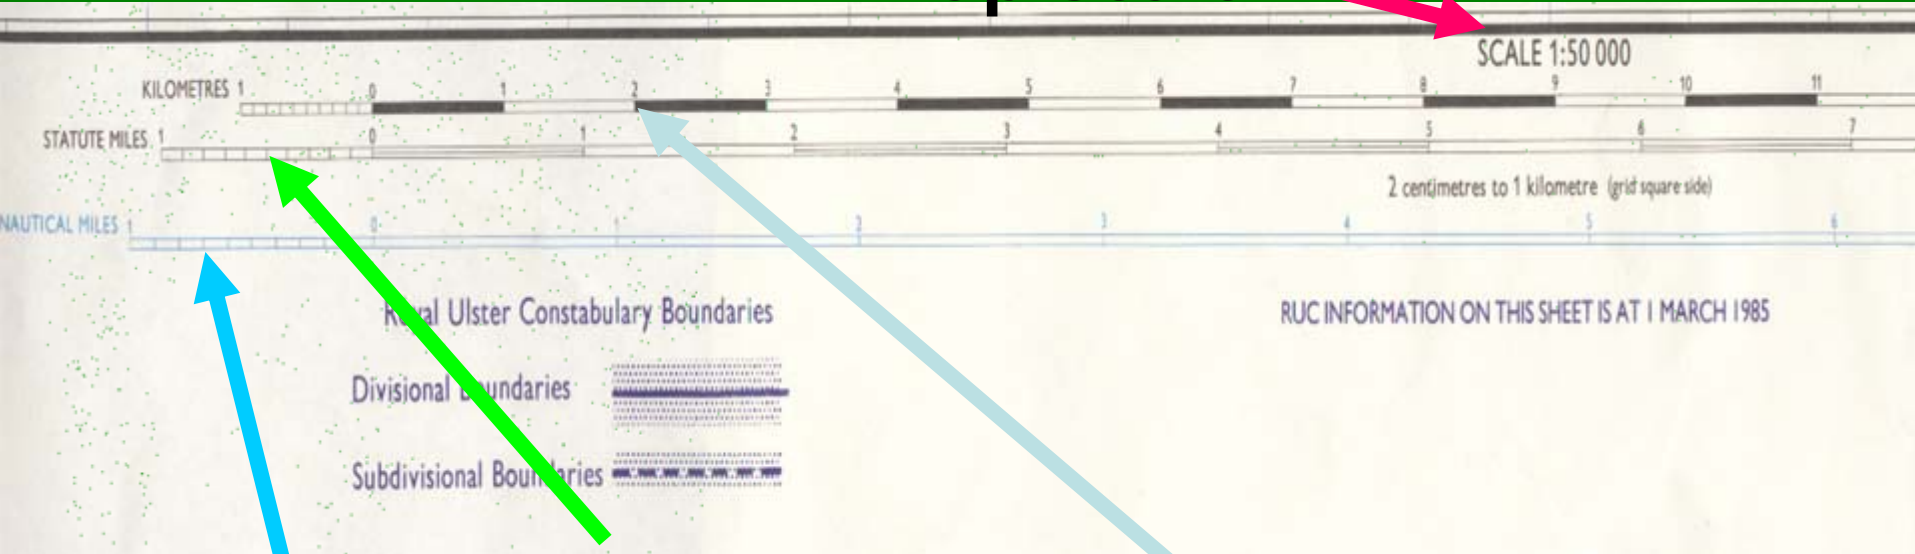 SCALE 1:50 000
KILOMETRES 1 0 1 2 3 4 5 6 7 8 9 10 11
STATUTE MILES 1 0 1 2 3 4 5 6 7
2 centimetres to 1 kilometre (grid square side)
NAUTICAL MILES 1 0 1 2 3 4 5 6
Royal Ulster Constabulary Boundaries
RUC INFORMATION ON THIS SHEET IS AT 1 MARCH 1985
Divisional Boundaries
Subdivisional Boundaries